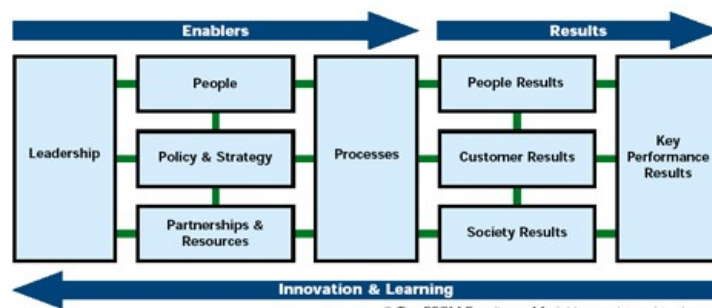 Enablers
Results
Leadership
People
Policy & Strategy
Partnerships &
Resources
Processes
People Results
Customer Results
Society Results
Key
Performance
Results
Innovation & Learning